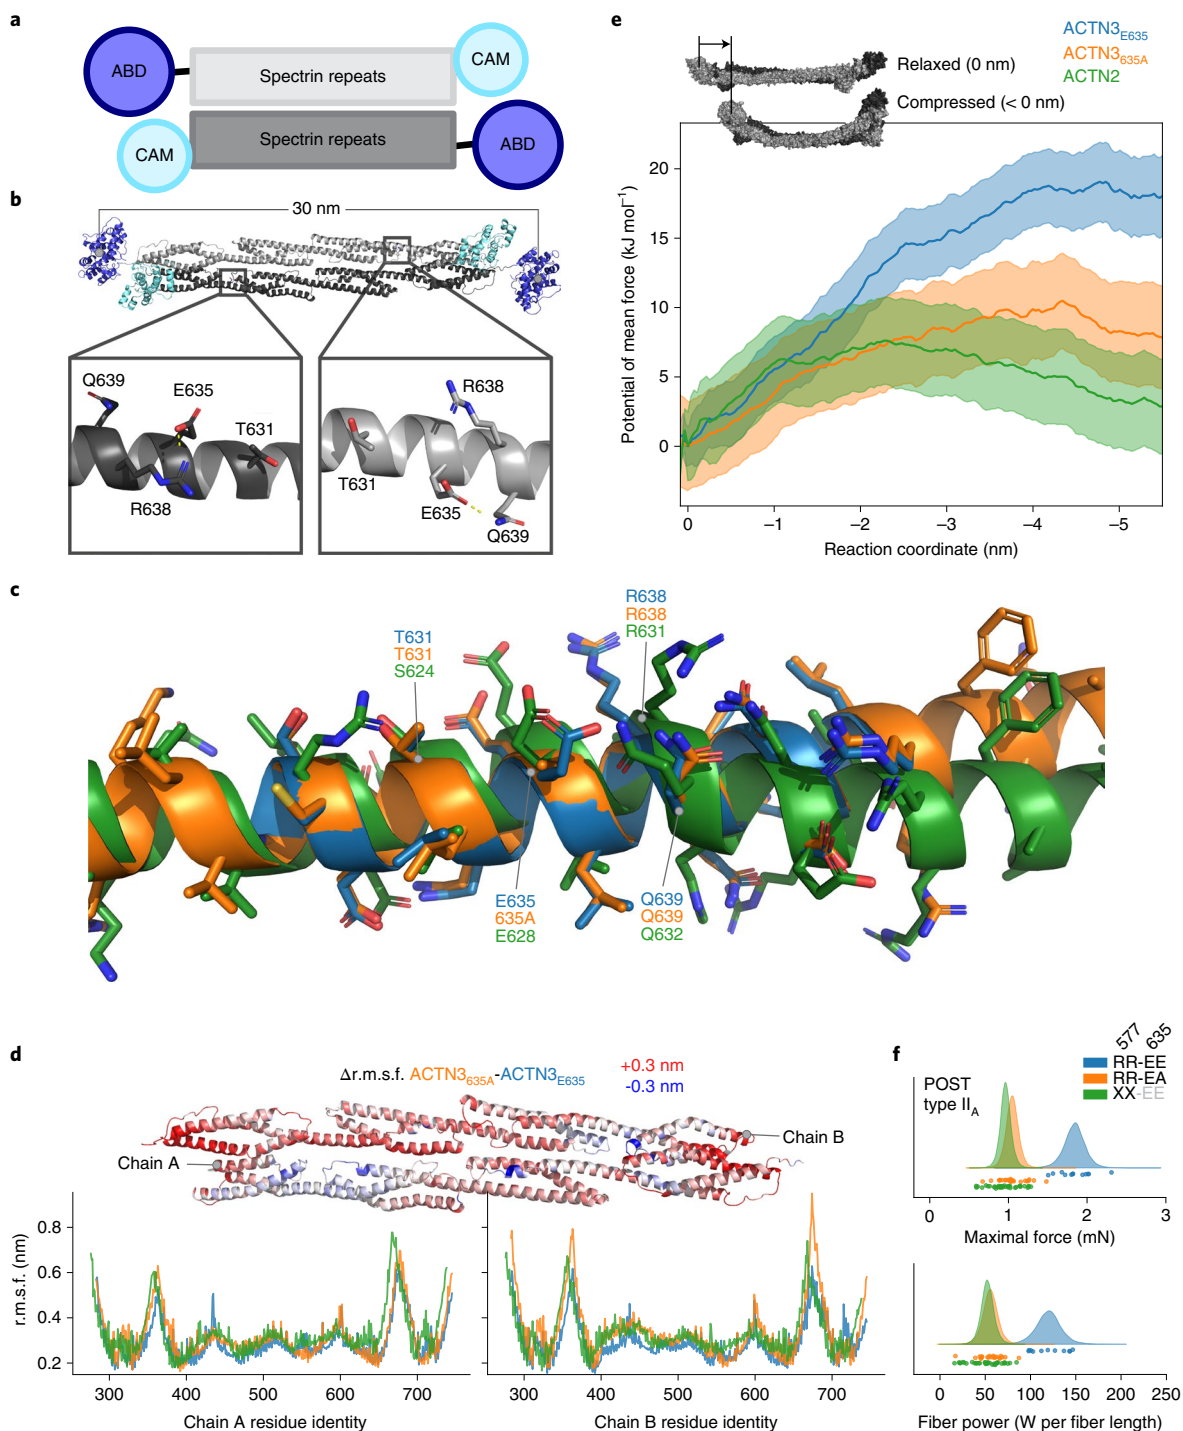 a
ABD
Spectrin repeats
CAM
CAM
Spectrin repeats
ABD
b
30 nm
Q639
E635
T631
R638
R638
T631
E635
Q639
e
ACTN3E635
ACTN3635A
ACTN2
Relaxed (0 nm)
Compressed (< 0 nm)
Potential of mean force (kJ mol–1)
20
15
10
5
0
0
–1
–2
–3
–4
–5
Reaction coordinate (nm)
c
T631
T631
S624
R638
R638
R631
E635
635A
E628
Q639
Q639
Q632
d
Δr.m.s.f. ACTN3635A-ACTN3E635
+0.3 nm
-0.3 nm
Chain A
Chain B
r.m.s.f. (nm)
0.8
0.6
0.4
0.2
300
400
500
600
700
300
400
500
600
700
Chain A residue identity
Chain B residue identity
f
577
635
RR-EE
RR-EA
XX-EE
POST
type IIA
0
1
2
3
Maximal force (mN)
0
50
100
150
200
250
Fiber power (W per fiber length)